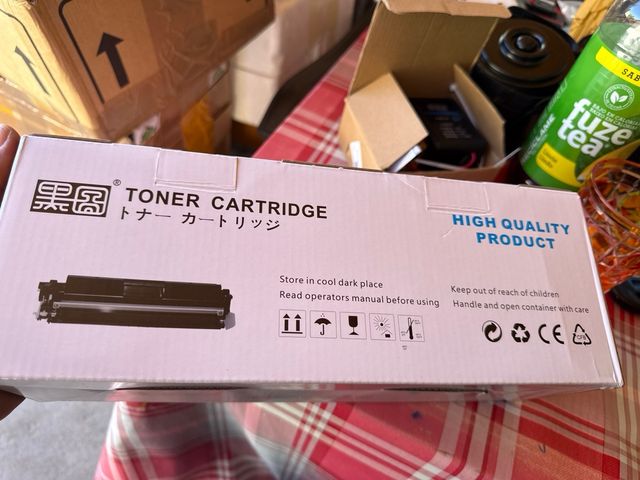 ®
TONER CARTRIDGE
トナー カートリッジ
HIGH QUALITY
PRODUCT
Store in cool dark place
Read operators manual before using
Keep out of reach of children
Handle and open container with care
CE
SAB
fuze
tea